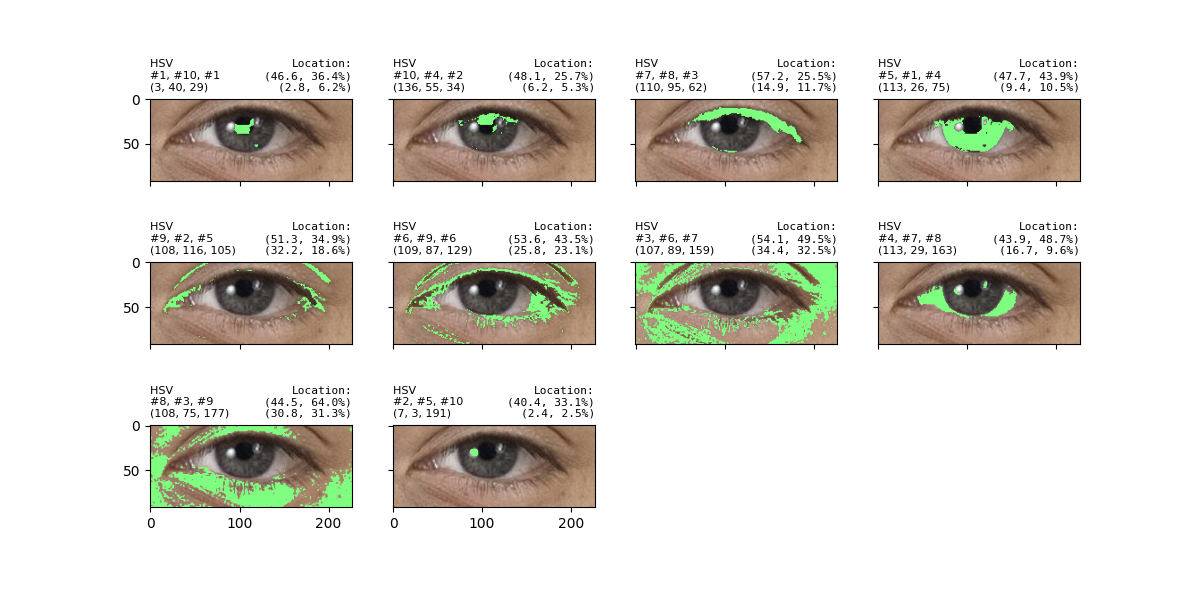 HSV Location:
#1, #10, #1 (46.6, 36.4%)
(3, 40, 29) (2.8, 6.2%)
HSV Location:
#10, #4, #2 (48.1, 25.7%)
(136, 55, 34) (6.2, 5.3%)
HSV Location:
#7, #8, #3 (57.2, 25.5%)
(110, 95, 62) (14.9, 11.7%)
HSV Location:
#5, #1, #4 (47.7, 43.9%)
(113, 26, 75) (9.4, 10.5%)
0
50
HSV Location:
#9, #2, #5 (51.3, 34.9%)
(108, 116, 105) (32.2, 18.6%)
HSV Location:
#6, #9, #6 (53.6, 43.5%)
(109, 87, 129) (25.8, 23.1%)
HSV Location:
#3, #6, #7 (54.1, 49.5%)
(107, 89, 159) (34.4, 32.5%)
HSV Location:
#4, #7, #8 (43.9, 48.7%)
(113, 29, 163) (16.7, 9.6%)
0
50
HSV Location:
#8, #3, #9 (44.5, 64.0%)
(108, 75, 177) (30.8, 31.3%)
HSV Location:
#2, #5, #10 (40.4, 33.1%)
(7, 3, 191) (2.4, 2.5%)
0
50
0 100 200
0 100 200